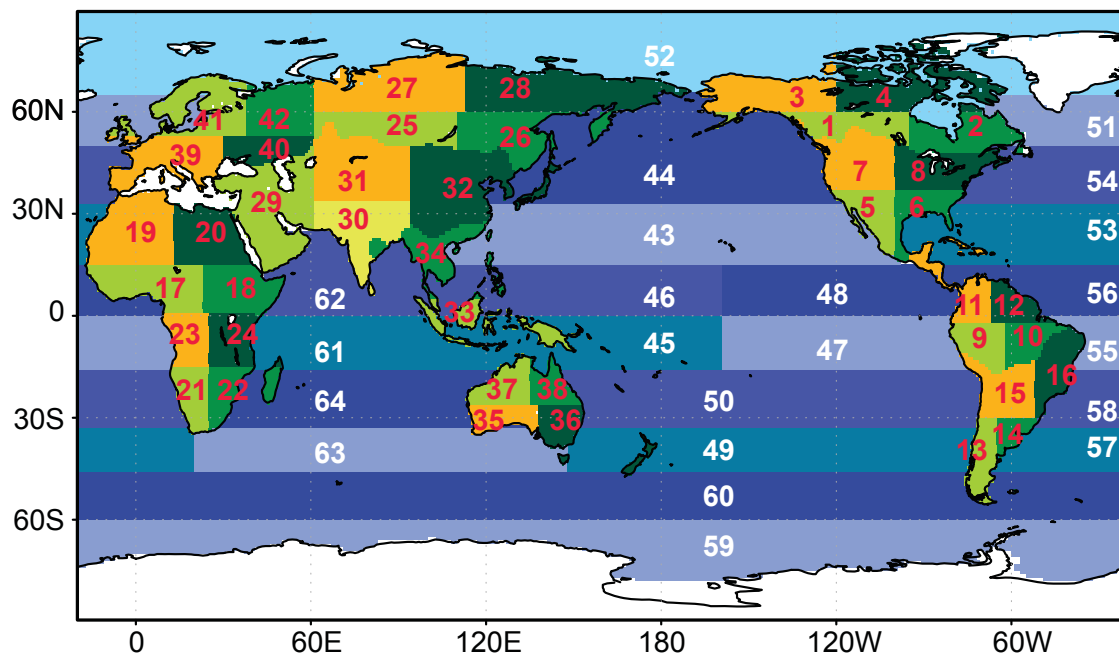 52
27 28 3 4
60N
41 42 25 26 1 2 51
39 40 31 32 7 8 44 54
30N
29 30 5 6
19 20 34 43 53
17 18 62 33 46 48 11 12 56
0
23 24 61 45 47 9 10 55
21 22 64 37 38 50 15 16 58
30S
35 36 13 14 57
63 49
60 
60S
59
0 60E 120E 180 120W 60W